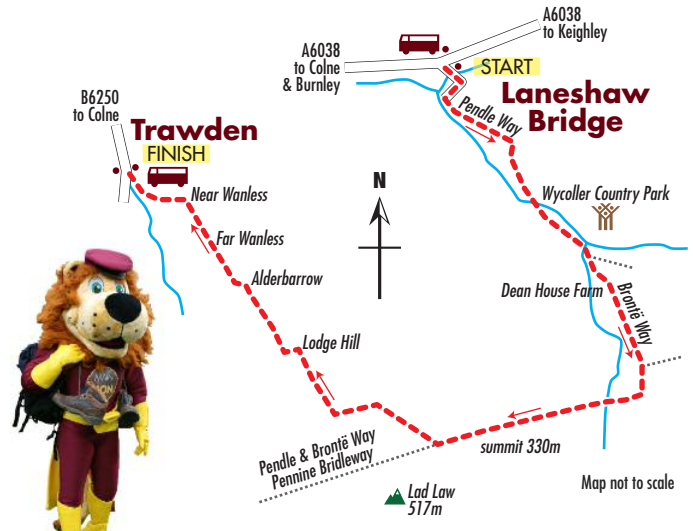 A6038
to Keighley
A6038
to Colne
& Burnley
START
Laneshaw
Bridge
Pendle Way
B6250
to Colne
Trawden
FINISH
Near Wanless
Far Wanless
Alderbarrow
Lodge Hill
N
Wycoller Country Park
Dean House Farm
Brontë Way
summit 330m
Pendle & Brontë Way
Pennine Bridleway
Lad Law
517m
Map not to scale